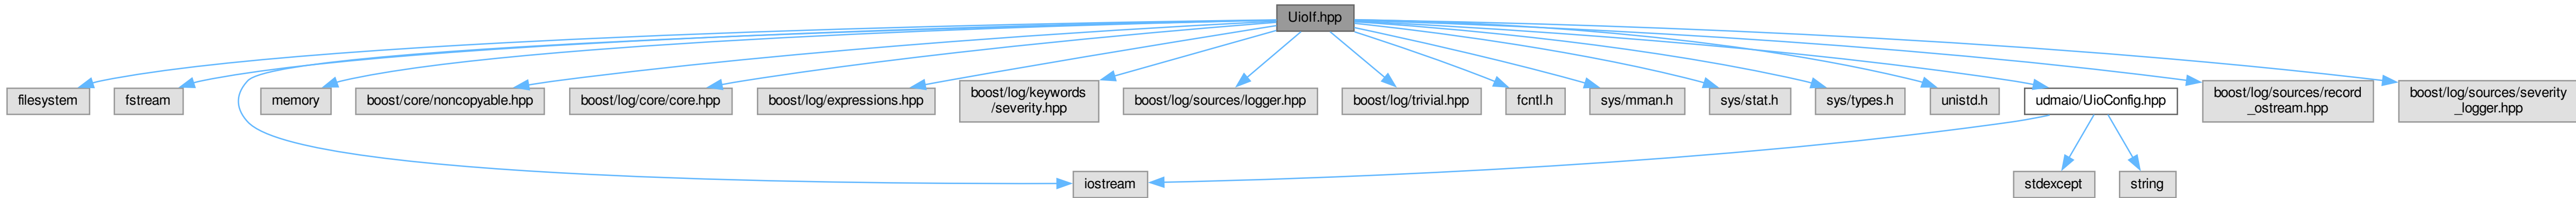 UioIf.hpp
filesystem
fstream
memory
boost/core/noncopyable.hpp
boost/log/core/core.hpp
boost/log/expressions.hpp
boost/log/keywords
/severity.hpp
boost/log/sources/logger.hpp
boost/log/trivial.hpp
fcntl.h
sys/mman.h
sys/stat.h
sys/types.h
unistd.h
udmaio/UioConfig.hpp
boost/log/sources/record
_ostream.hpp
boost/log/sources/severity
_logger.hpp
iostream
stdexcept
string